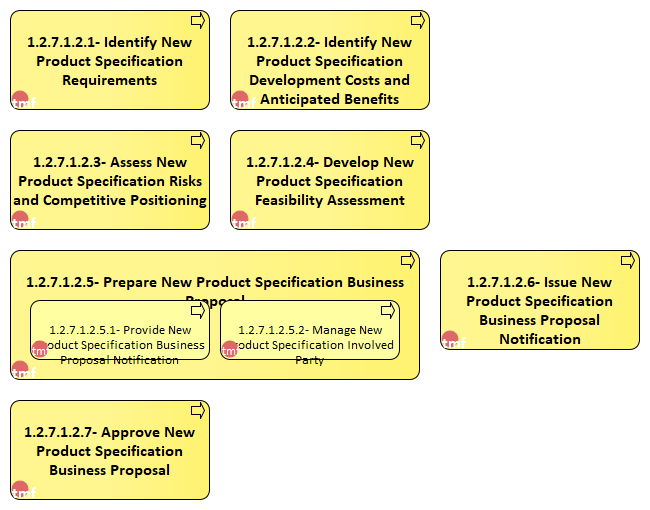 1.2.7.1.2.1- Identify New
Product Specification
Requirements
tmf
1.2.7.1.2.2- Identify New
Product Specification
Development Costs and
Anticipated Benefits
tmf
1.2.7.1.2.3- Assess New
Product Specification Risks
and Competitive Positioning
tmf
1.2.7.1.2.4- Develop New
Product Specification
Feasibility Assessment
tmf
1.2.7.1.2.5- Prepare New Product Specification Business
Proposal
1.2.7.1.2.5.1- Provide New
Product Specification Business
Proposal Notification
tm
1.2.7.1.2.5.2- Manage New
Product Specification Involved
Party
tm
tmf
1.2.7.1.2.6- Issue New
Product Specification
Business Proposal
Notification
tmf
1.2.7.1.2.7- Approve New
Product Specification
Business Proposal
tmf